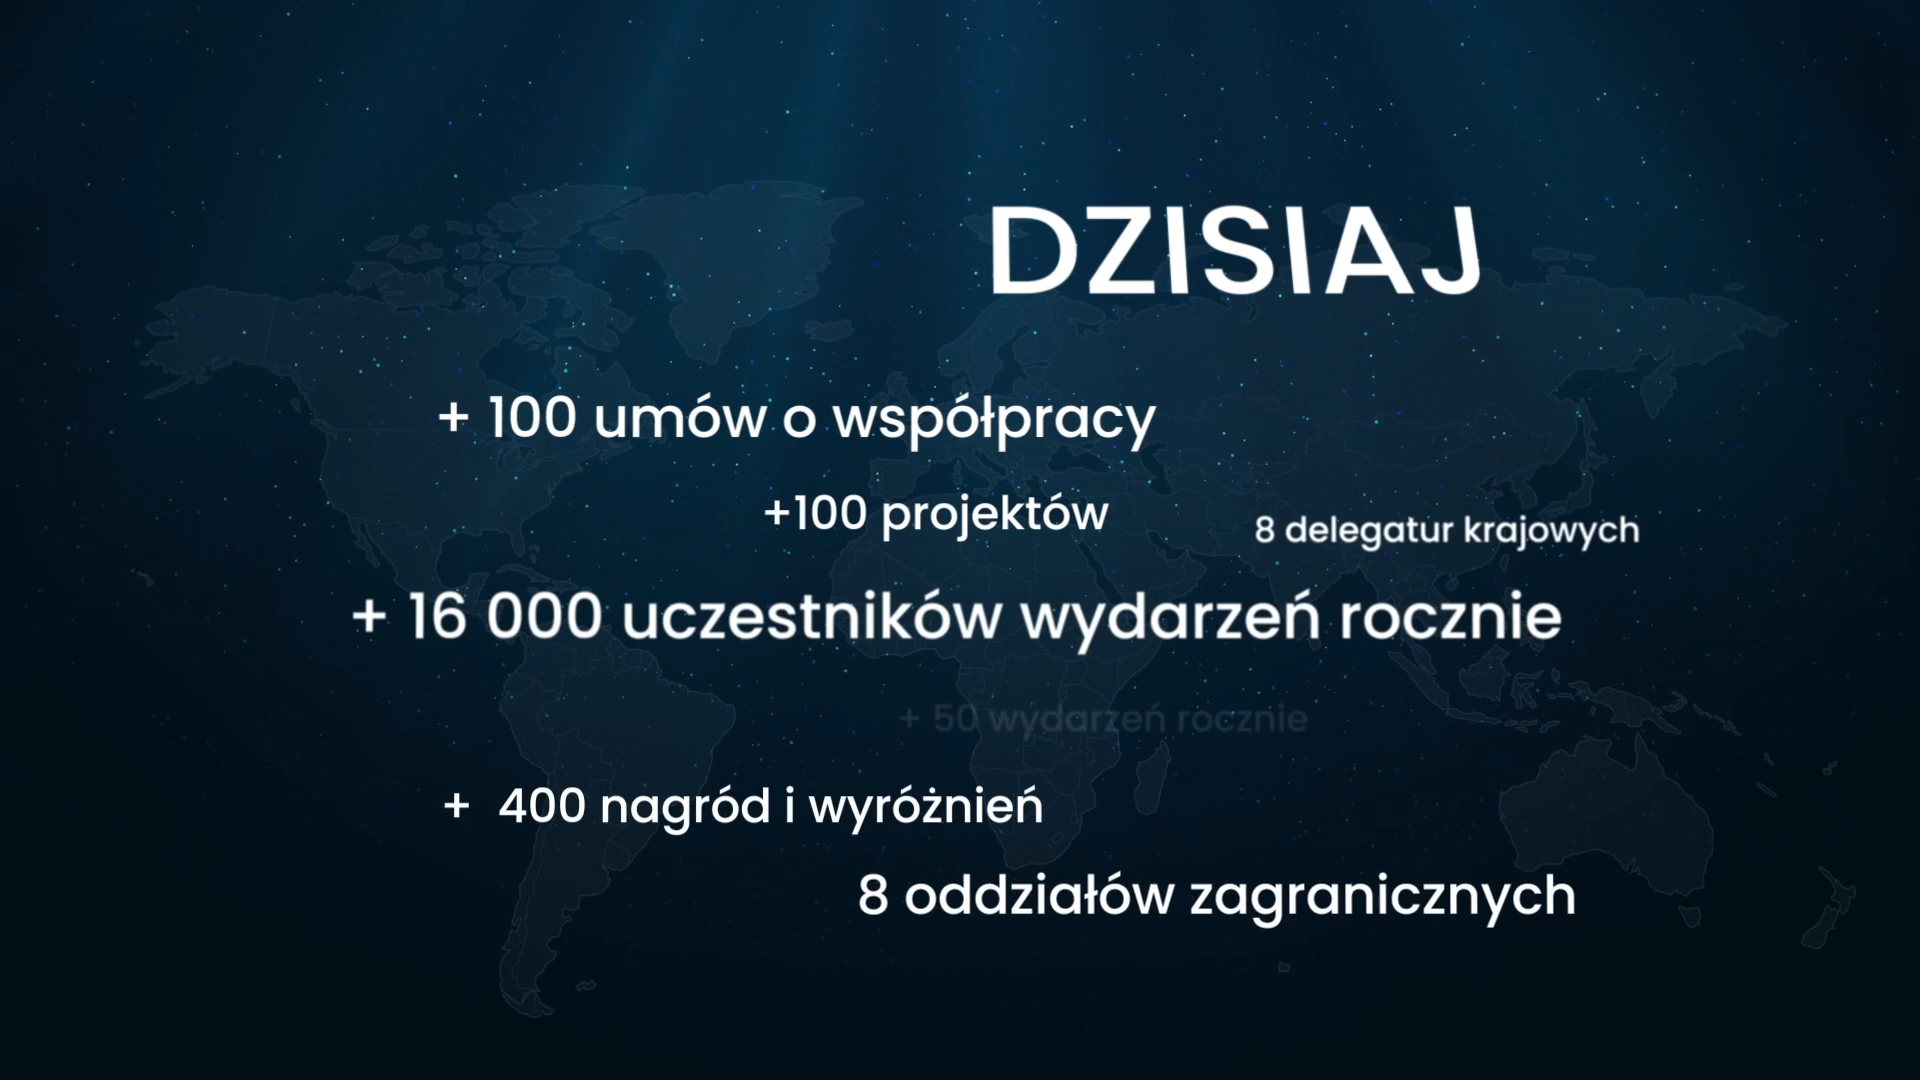 DZISIAJ
+ 100 umów o współpracy
+100 projektów
8 delegatur krajowych
+ 16 000 uczestników wydarzeń rocznie
+ 50 wydarzeń rocznie
+ 400 nagród i wyróżnień
8 oddziałów zagranicznych